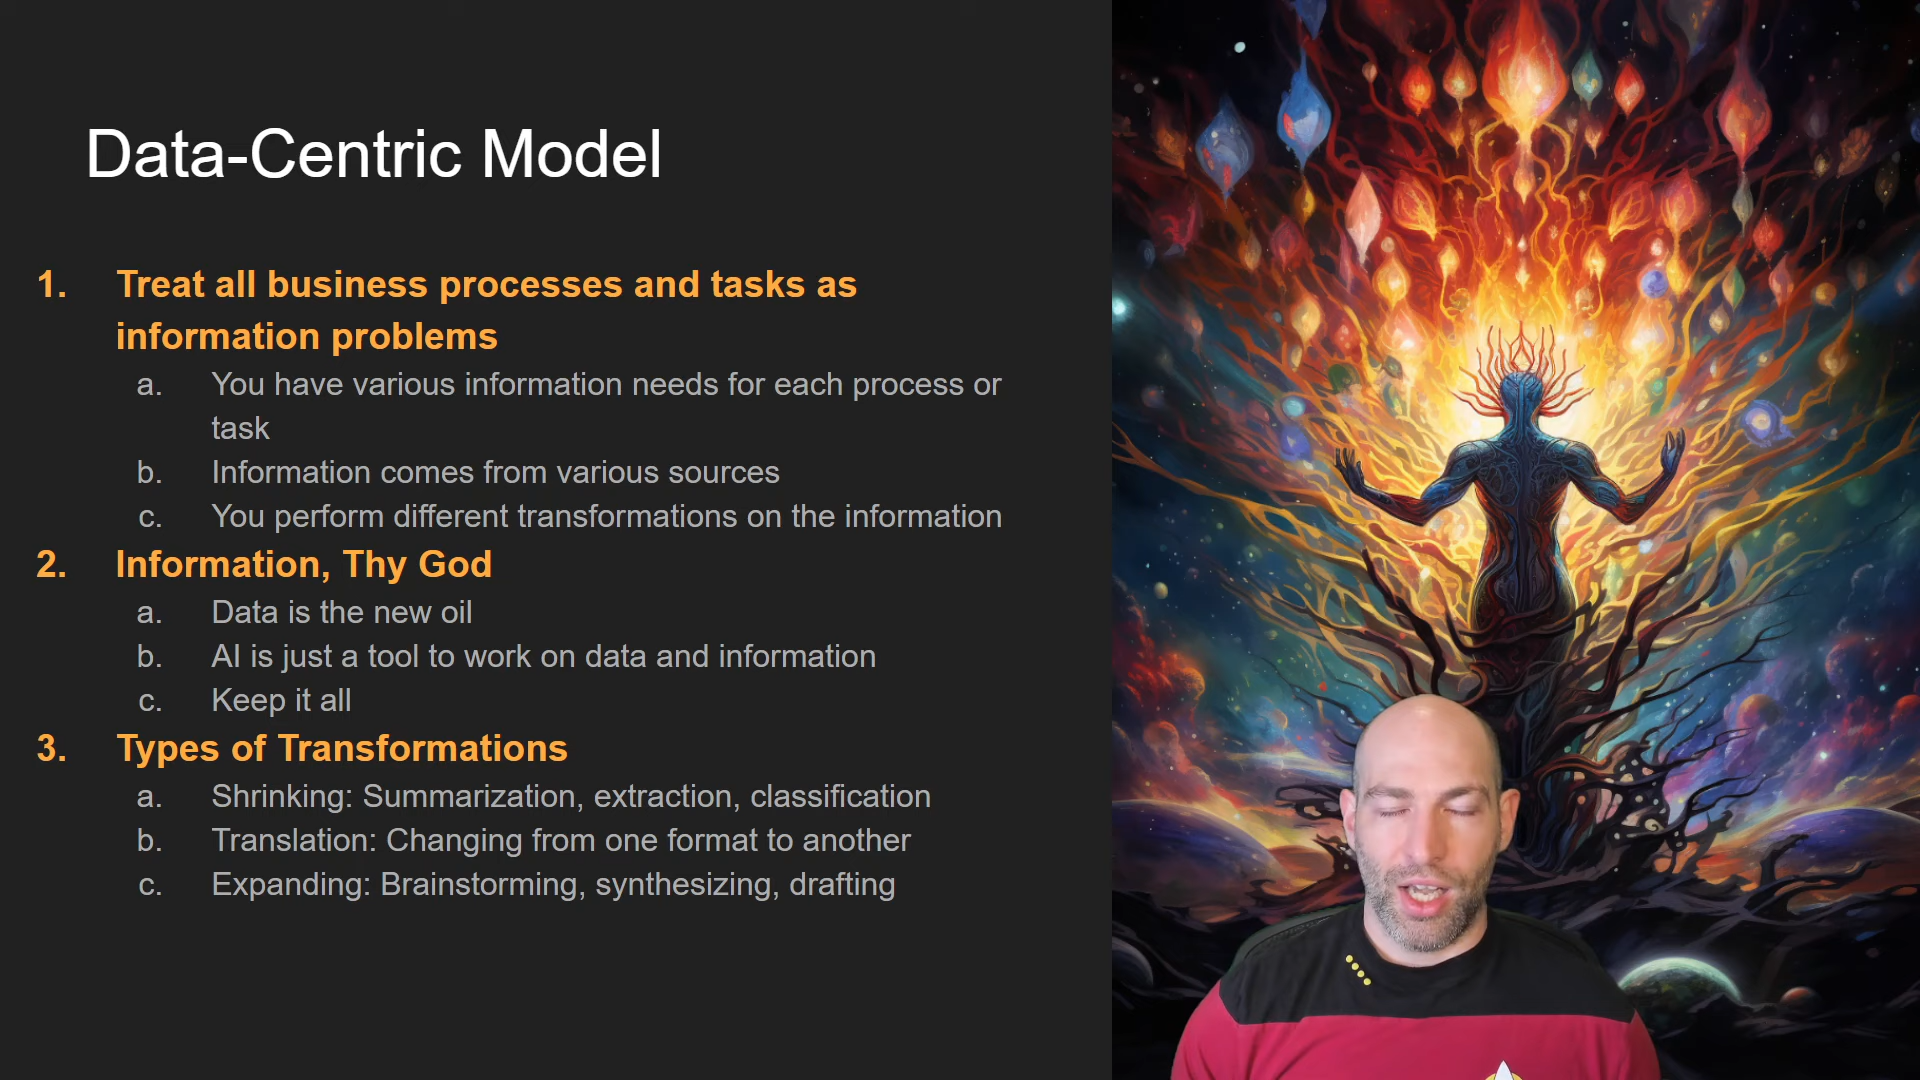 Data-Centric Model
1. Treat all business processes and tasks as
information problems
a. You have various information needs for each process or
task
b. Information comes from various sources
c. You perform different transformations on the information
2. Information, Thy God
a. Data is the new oil
b. AI is just a tool to work on data and information
c. Keep it all
3. Types of Transformations
a. Shrinking: Summarization, extraction, classification
b. Translation: Changing from one format to another
c. Expanding: Brainstorming, synthesizing, drafting